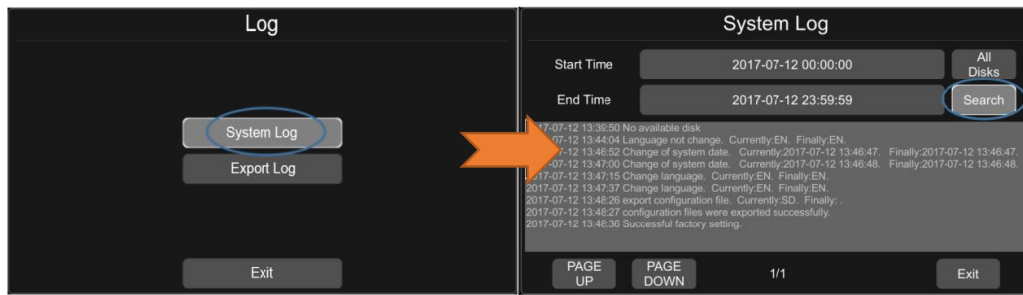 Log
System Log
Export Log
Exit
System Log
Start Time 2017-07-12 00:00:00 All Disks
End Time 2017-07-12 23:59:59 Search
2017-07-12 13:39:50 No available disk
2017-07-12 13:44:04 Language not change. Currently:EN. Finally:EN.
2017-07-12 13:46:52 Change of system date. Currently:2017-07-12 13:46:47. Finally:2017-07-12 13:46:47.
2017-07-12 13:47:00 Change of system date. Currently:2017-07-12 13:46:48. Finally:2017-07-12 13:46:48.
2017-07-12 13:47:15 Change language. Currently:EN. Finally:EN.
2017-07-12 13:47:37 Change language. Currently:EN. Finally:EN.
2017-07-12 13:48:26 export configuration file. Currently:SD. Finally: .
2017-07-12 13:48:27 configuration files were exported successfully.
2017-07-12 13:48:36 Successful factory setting.
PAGE UP PAGE DOWN 1/1 Exit